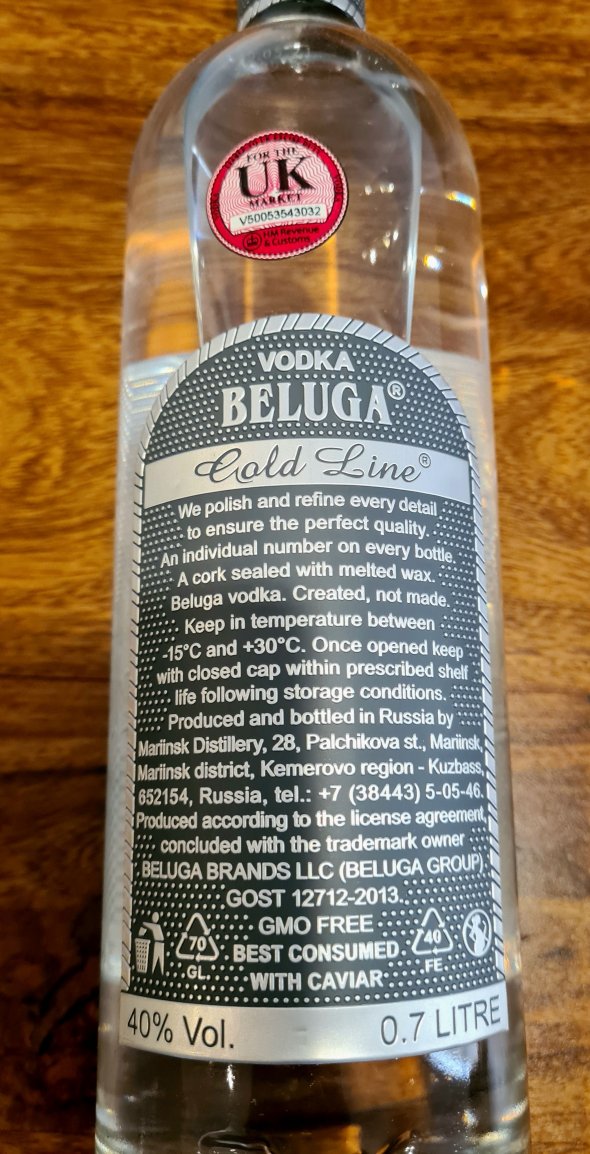 FOR THE
UK
MARKET
V50053543032
HM Revenue
& Customs
VODKA
BELUGA®
Gold Line®
We polish and refine every detail
to ensure the perfect quality.
An individual number on every bottle.
A cork sealed with melted wax.
Beluga vodka. Created, not made.
Keep in temperature between
-15°C and +30°C. Once opened keep
with closed cap within prescribed shelf
life following storage conditions.
Produced and bottled in Russia by
Mariinsk Distillery, 28, Palchikova st., Mariinsk,
Mariinsk district, Kemerovo region - Kuzbass,
652154, Russia, tel.: +7 (38443) 5-05-46.
Produced according to the license agreement,
concluded with the trademark owner
BELUGA BRANDS LLC (BELUGA GROUP).
GOST 12712-2013.
GMO FREE
70 40
BEST CONSUMED
GL FE
WITH CAVIAR
40% Vol. 0.7 LITRE